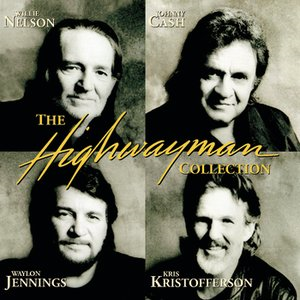 WILLIE
NELSON
JOHNNY
CASH
THE
Highwayman
COLLECTION
WAYLON
JENNINGS
KRIS
KRISTOFFERSON